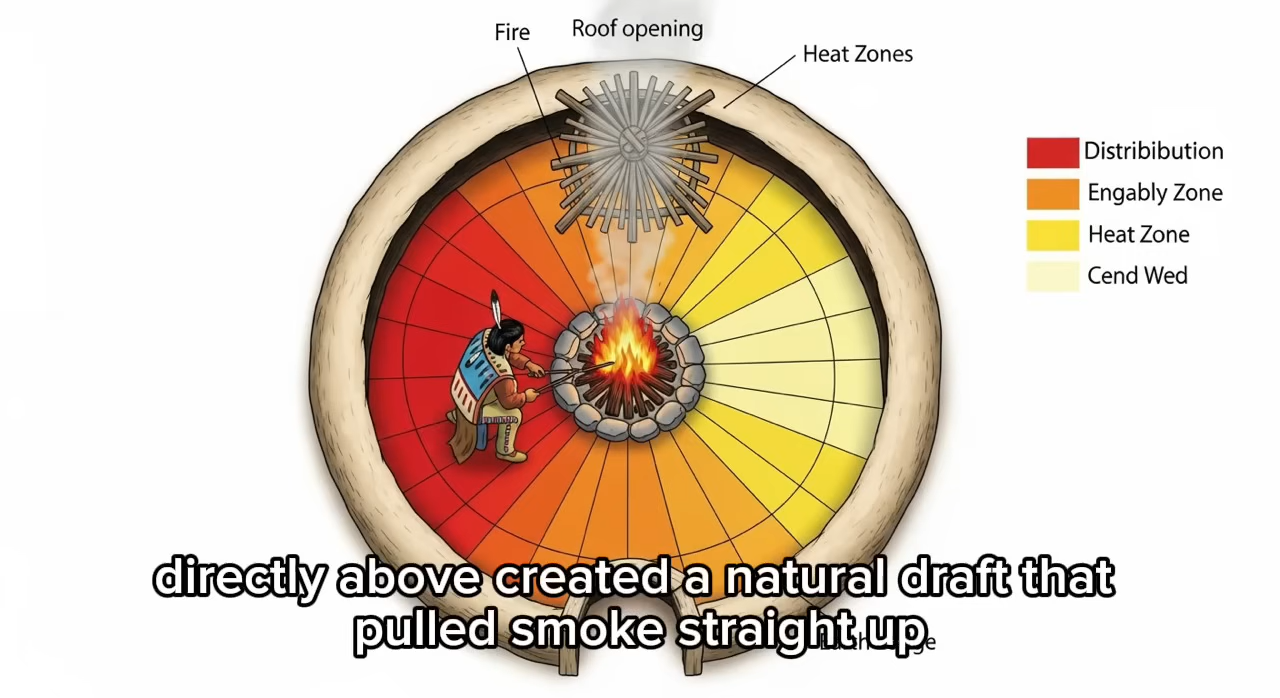 Fire
Roof opening
Heat Zones
Distribibution
Engably Zone
Heat Zone
Cend Wed
directly above created a natural draft that
pulled smoke straight up